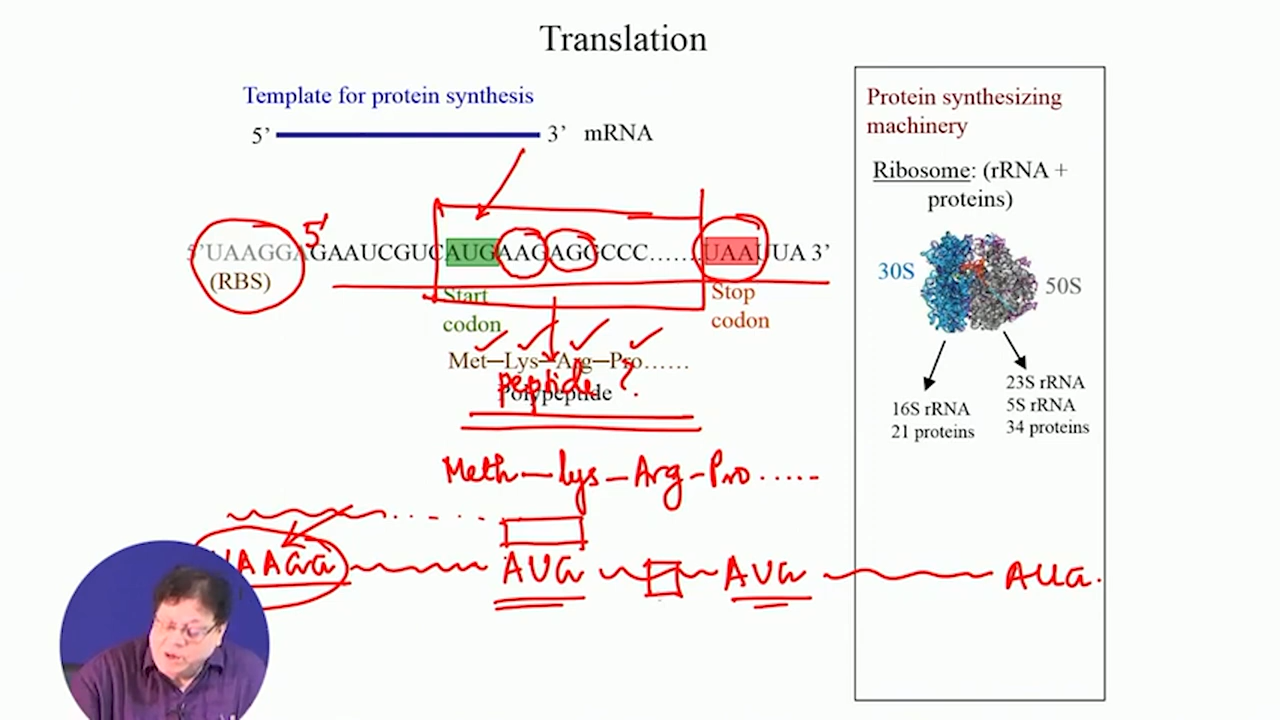 Translation
Template for protein synthesis
5' 3' mRNA
5'
5'UAAGGAGAAUCGUCAUGAAGAGGCCC.......UAAUUA 3'
(RBS)
Start codon
Stop codon
Met–Lys–Arg–Pro......
peptide ?
Polypeptide
Meth – Lys – Arg – Pro .....
UAAGG AUG AUG AUG.
Protein synthesizing
machinery
Ribosome: (rRNA +
proteins)
30S
50S
16S rRNA
21 proteins
23S rRNA
5S rRNA
34 proteins